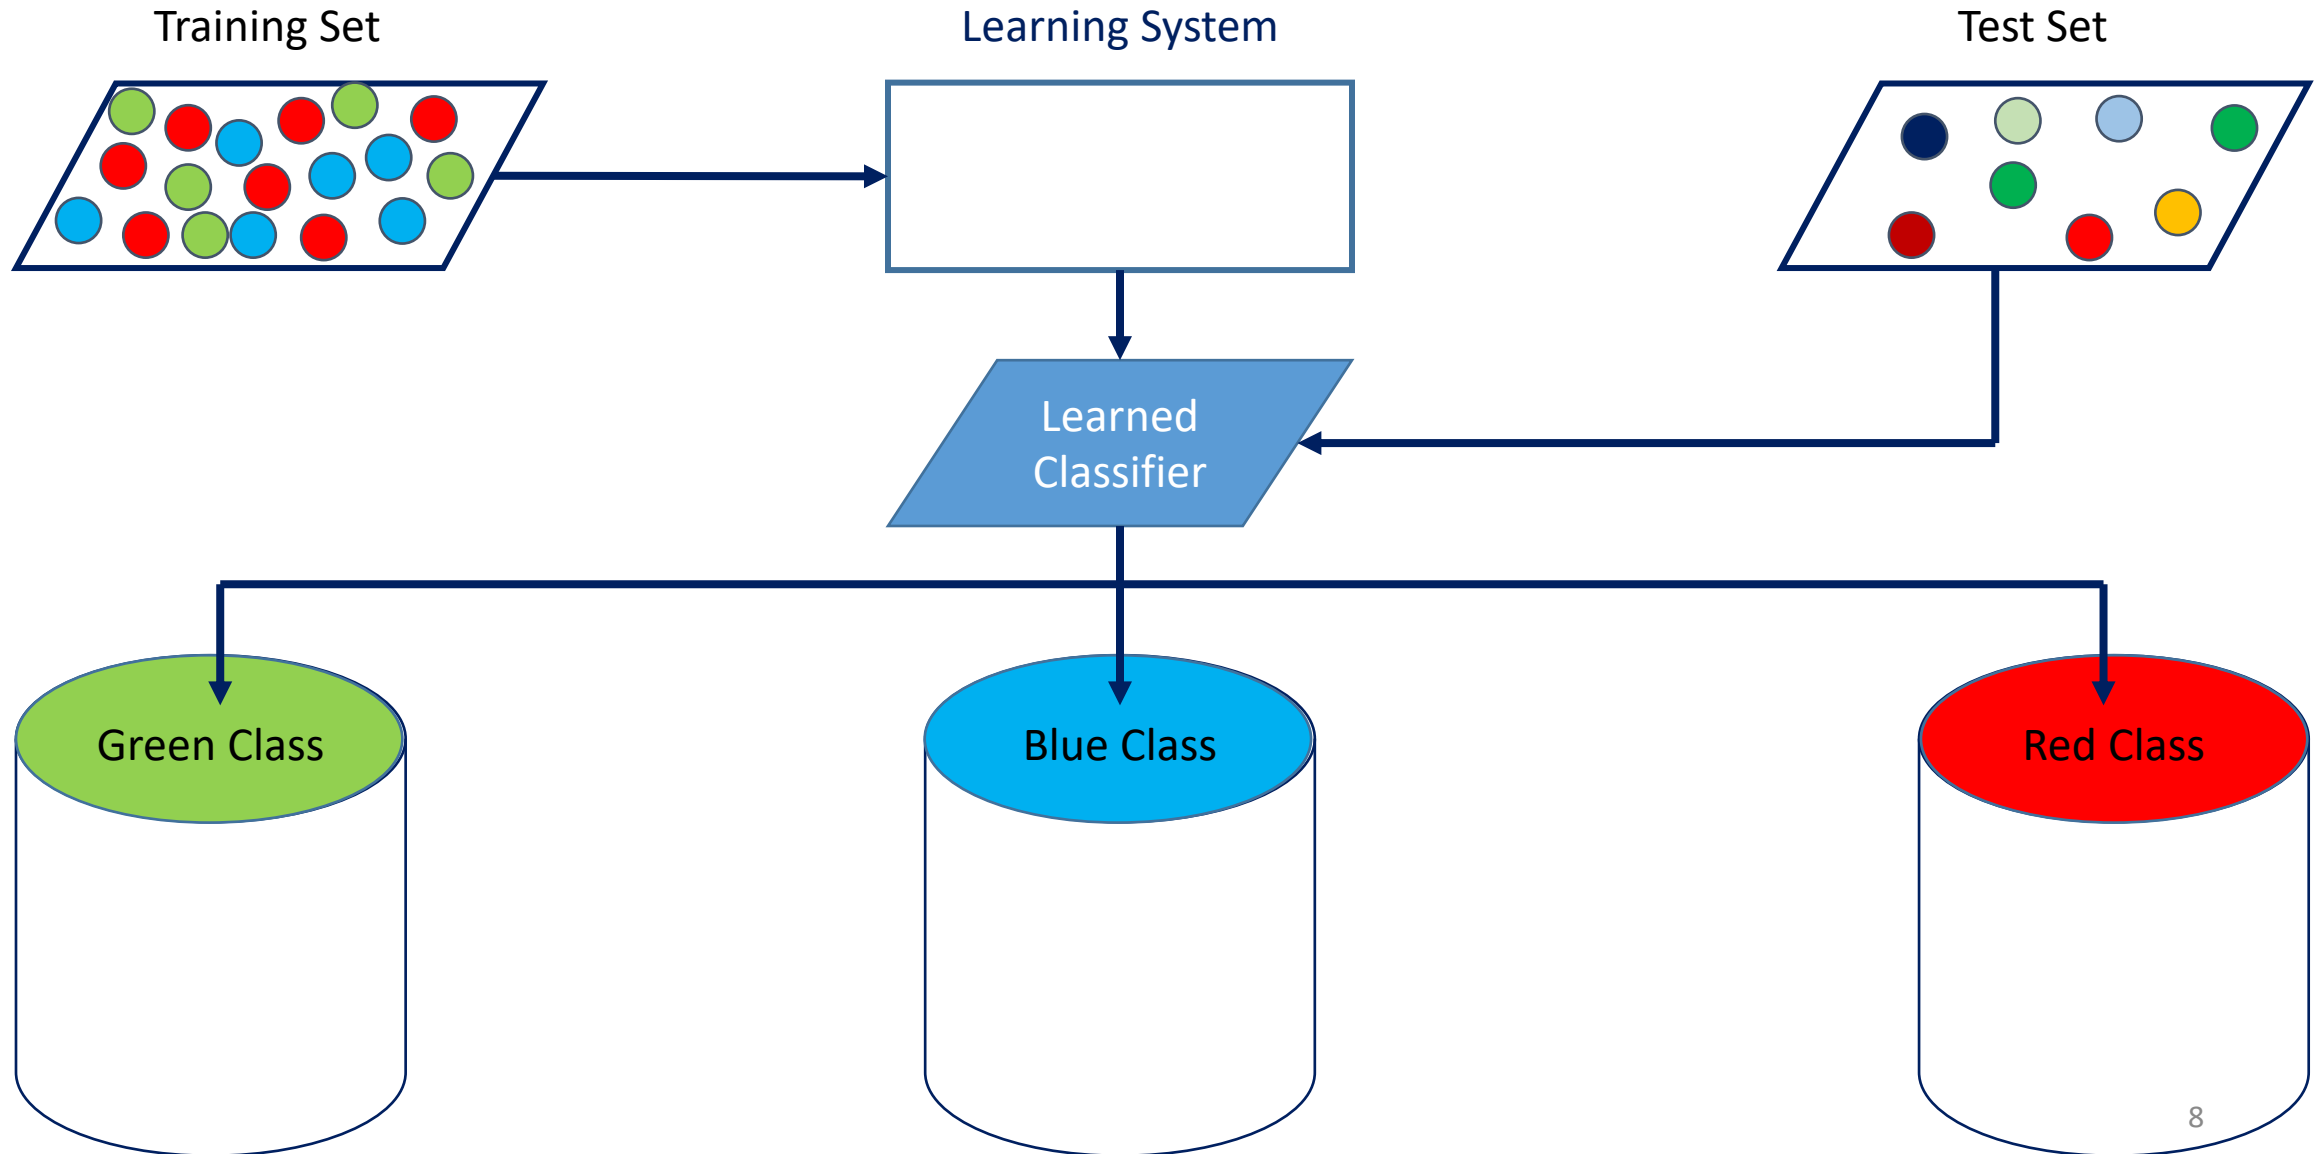 Training Set
Learning System
Test Set
Learned
Classifier
Green Class
Blue Class
Red Class
8